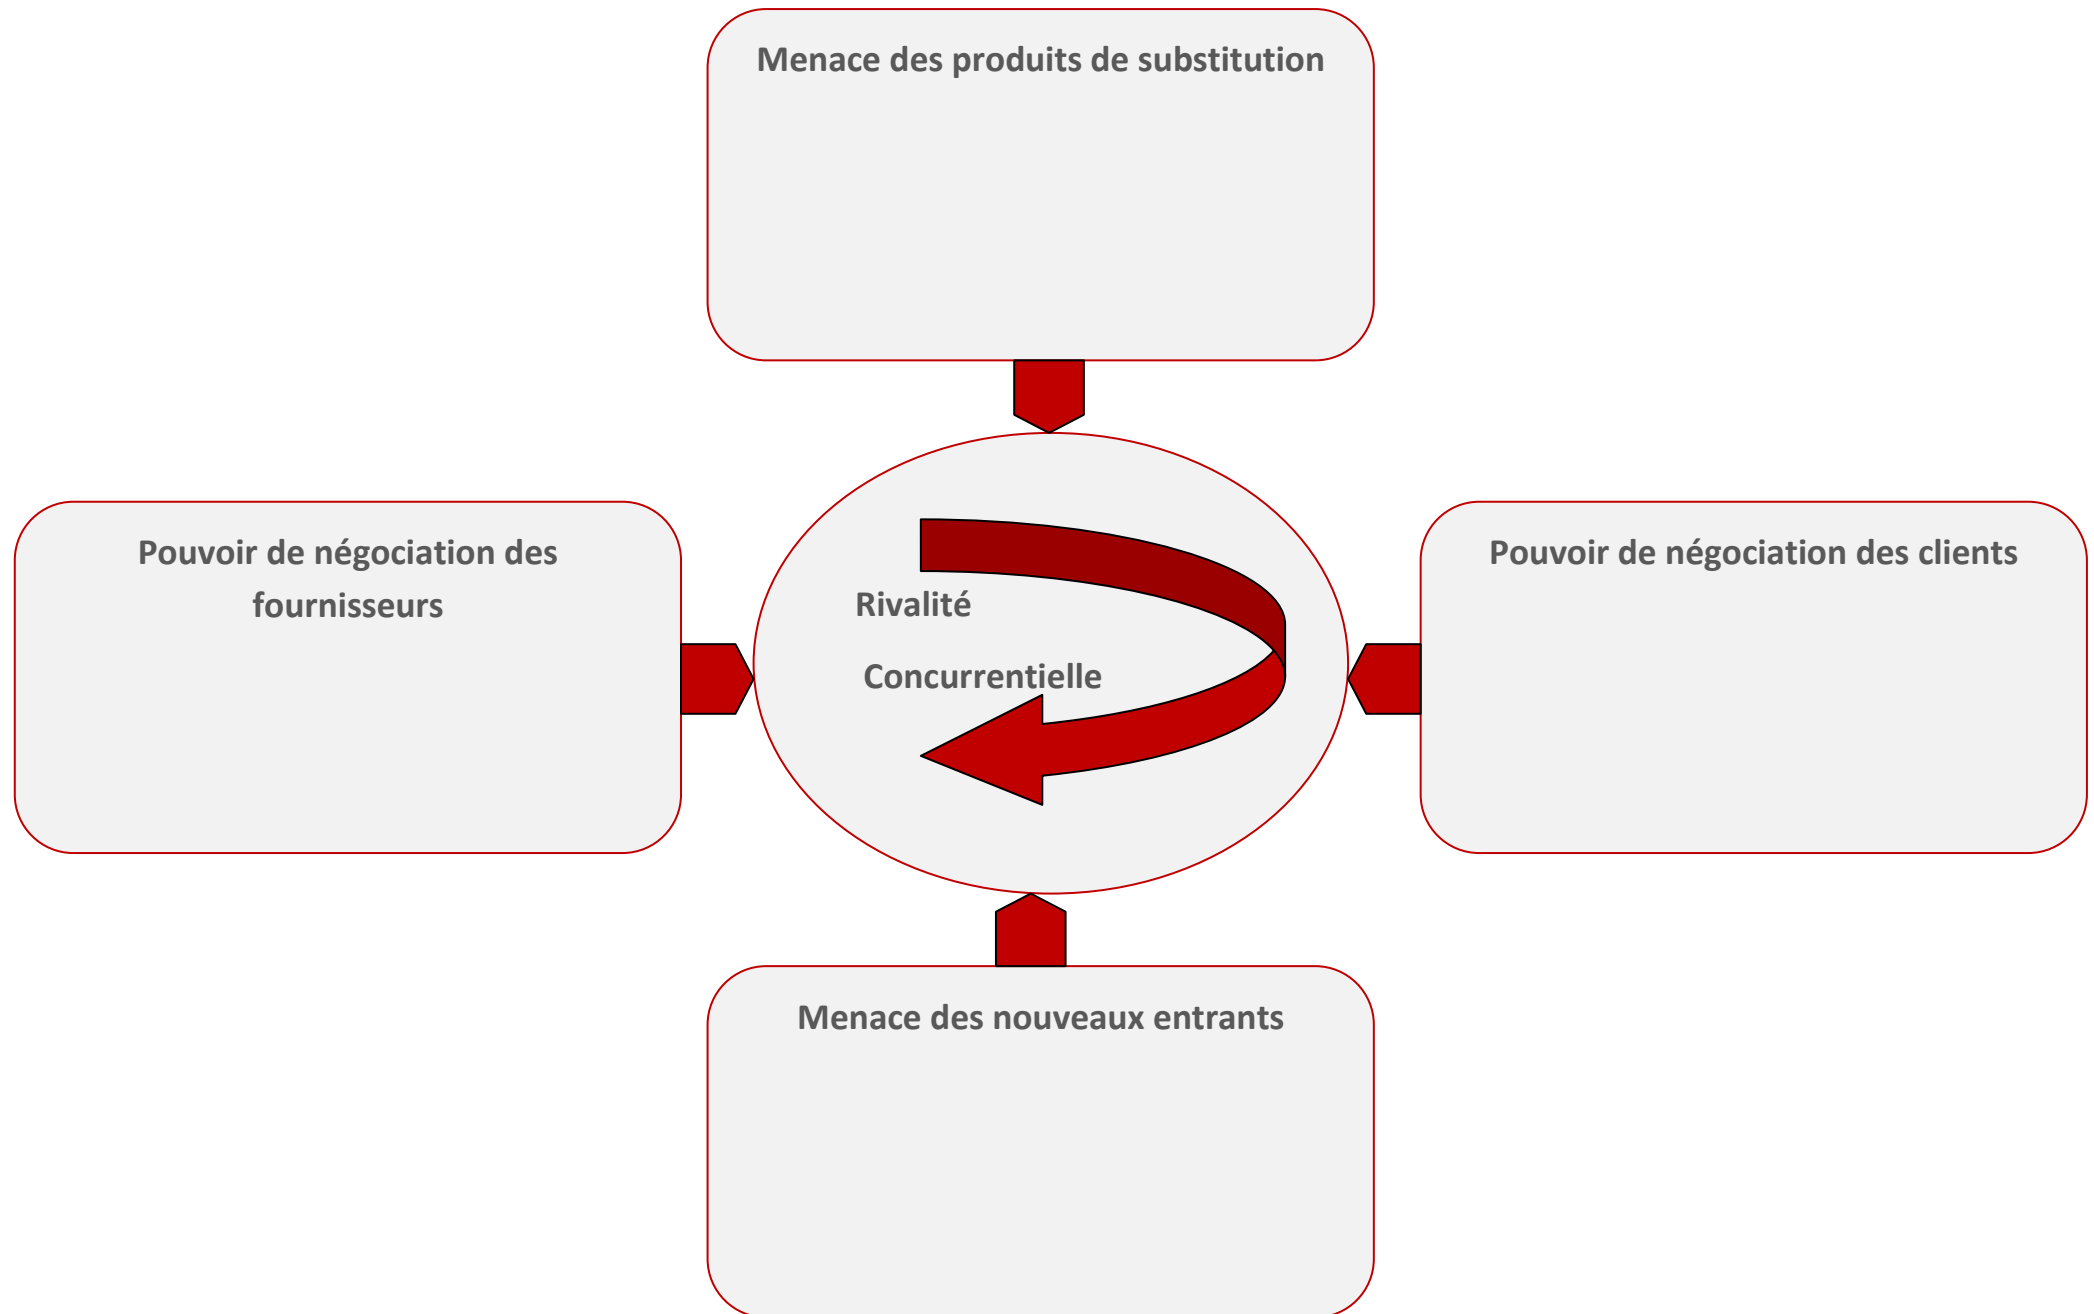 Menace des produits de substitution
Pouvoir de négociation des
fournisseurs
Rivalité
Concurrentielle
Pouvoir de négociation des clients
Menace des nouveaux entrants